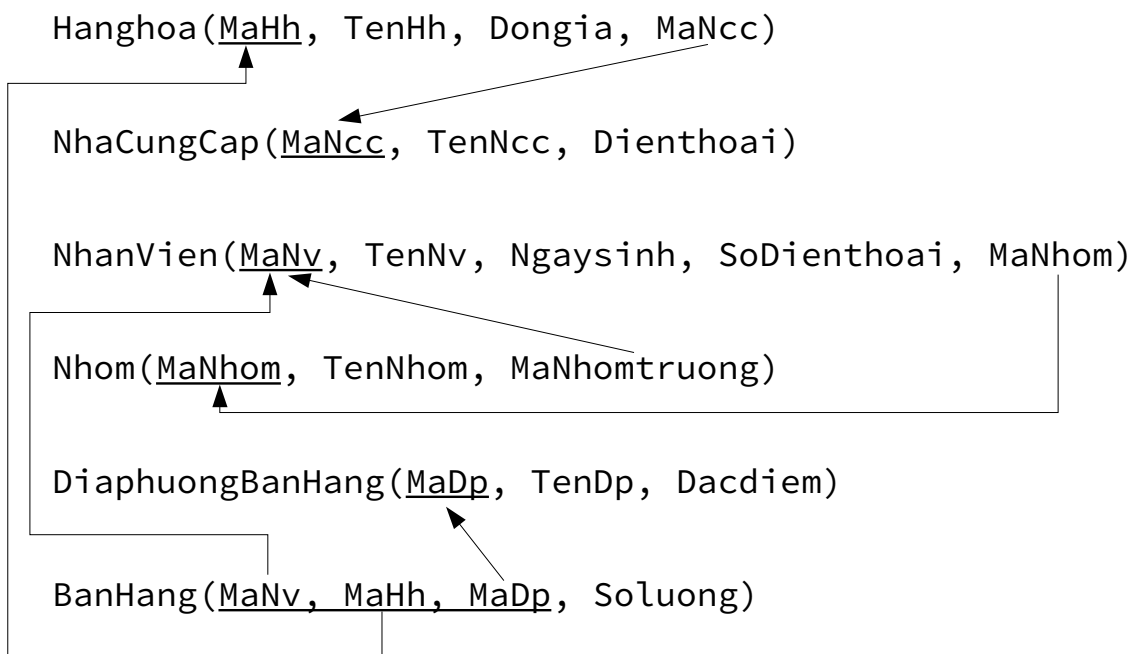 Hanghoa(MaHh, TenHh, Dongia, MaNcc)
NhaCungCap(MaNcc, TenNcc, Dienthoai)
NhanVien(MaNv, TenNv, Ngaysinh, SoDienthoai, MaNhom)
Nhom(MaNhom, TenNhom, MaNhomtruong)
DiaphuongBanHang(MaDp, TenDp, Dacdiem)
BanHang(MaNv, MaHh, MaDp, Soluong)